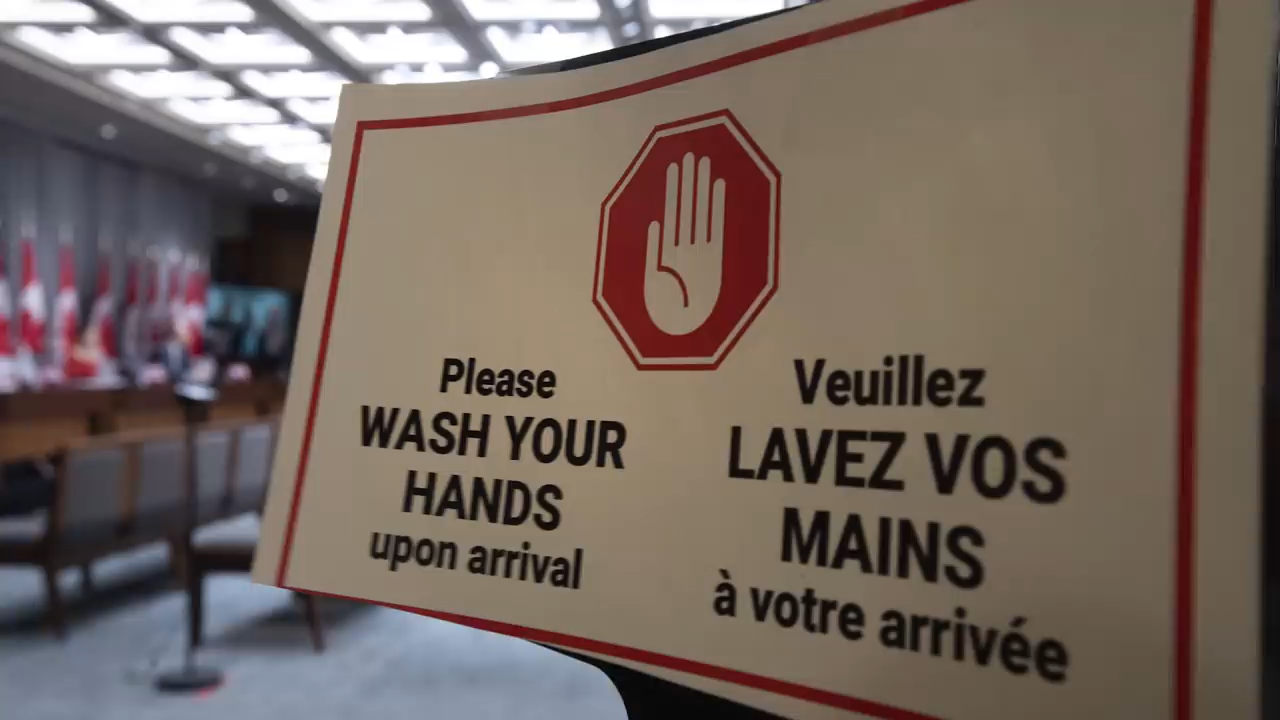 Please
WASH YOUR
HANDS
upon arrival
Veuillez
LAVEZ VOS
MAINS
à votre arrivée